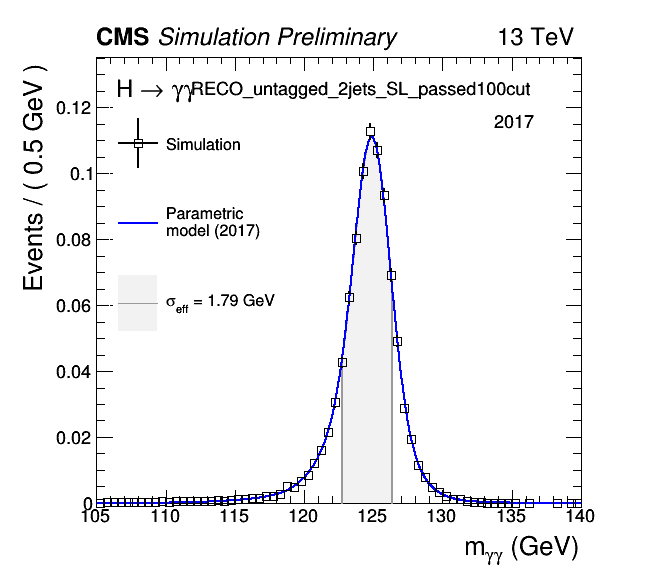 CMS Simulation Preliminary 13 TeV
H → γγRECO_untagged_2jets_SL_passed100cut
2017
Simulation
Parametric
model (2017)
σeff = 1.79 GeV
Events / ( 0.5 GeV )
0.12
0.1
0.08
0.06
0.04
0.02
0
105 110 115 120 125 130 135 140
mγγ (GeV)